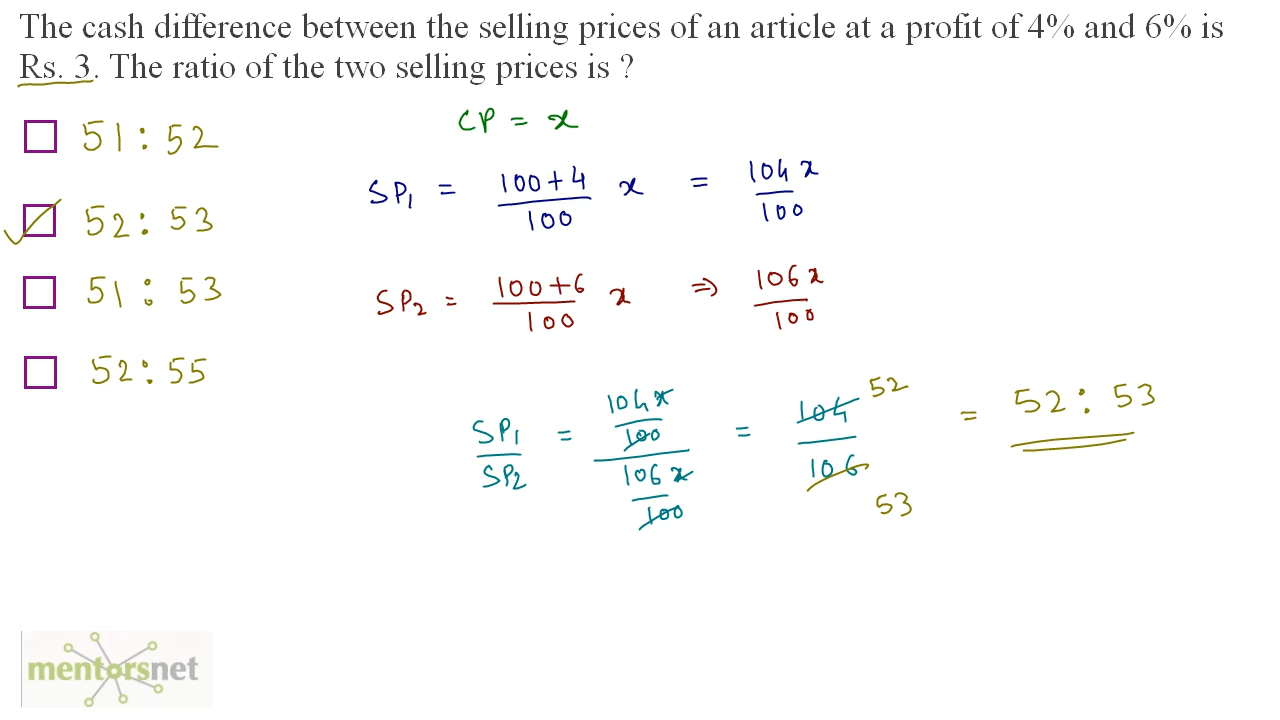 The cash difference between the selling prices of an article at a profit of 4% and 6% is
Rs. 3. The ratio of the two selling prices is ?
CP = x
51 : 52
SP1 = 100+4/100 x = 104x/100
52 : 53
51 : 53
SP2 = 100+6/100 x ⇒ 106x/100
52 : 55
SP1/SP2 = 104x/100 / 106x/100 = 104/106 52 53 = 52 : 53
mentorsnet